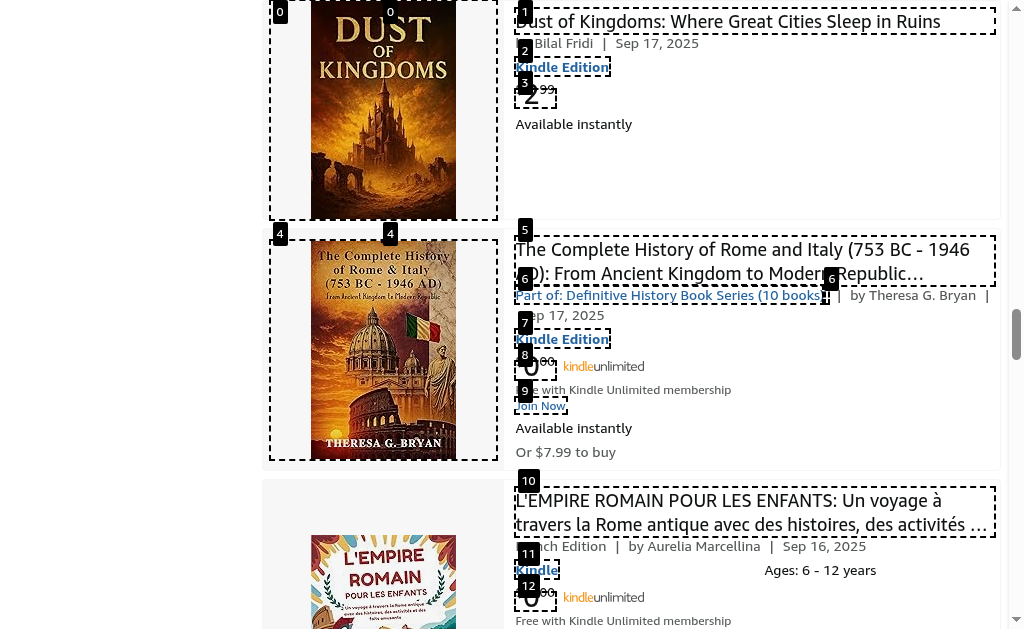 0
0
DUST
OF
KINGDOMS
1
Dust of Kingdoms: Where Great Cities Sleep in Ruins
Bilal Fridi | Sep 17, 2025
2
Kindle Edition
3
2 99
Available instantly
4
4
The Complete History
of Rome & Italy
(753 BC - 1946 AD)
From Ancient Kingdom to Modern Republic
THERESA G. BRYAN
5
The Complete History of Rome and Italy (753 BC - 1946
AD): From Ancient Kingdom to Modern Republic…
6
6
Part of: Definitive History Book Series (10 books) | by Theresa G. Bryan |
Sep 17, 2025
7
Kindle Edition
8
0 00 kindleunlimited
Free with Kindle Unlimited membership
9
Join Now
Available instantly
Or $7.99 to buy
L'EMPIRE
ROMAIN
POUR LES ENFANTS
Un voyage à travers la Rome antique
avec des histoires, des activités et des
faits amusants
10
L'EMPIRE ROMAIN POUR LES ENFANTS: Un voyage à
travers la Rome antique avec des histoires, des activités …
French Edition | by Aurelia Marcellina | Sep 16, 2025
11
Kindle
Ages: 6 - 12 years
12
0 00 kindleunlimited
Free with Kindle Unlimited membership